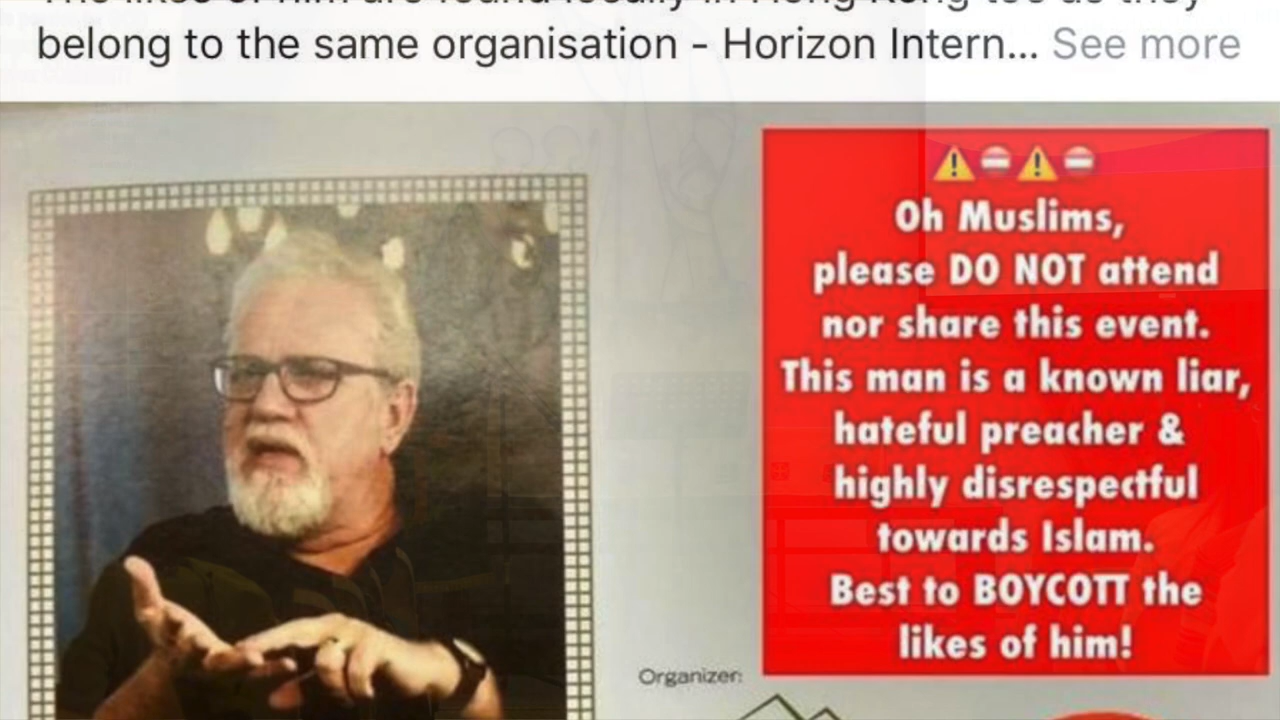 belong to the same organisation - Horizon Intern... See more
Oh Muslims,
please DO NOT attend
nor share this event.
This man is a known liar,
hateful preacher &
highly disrespectful
towards Islam.
Best to BOYCOTT the
likes of him!
Organizer: